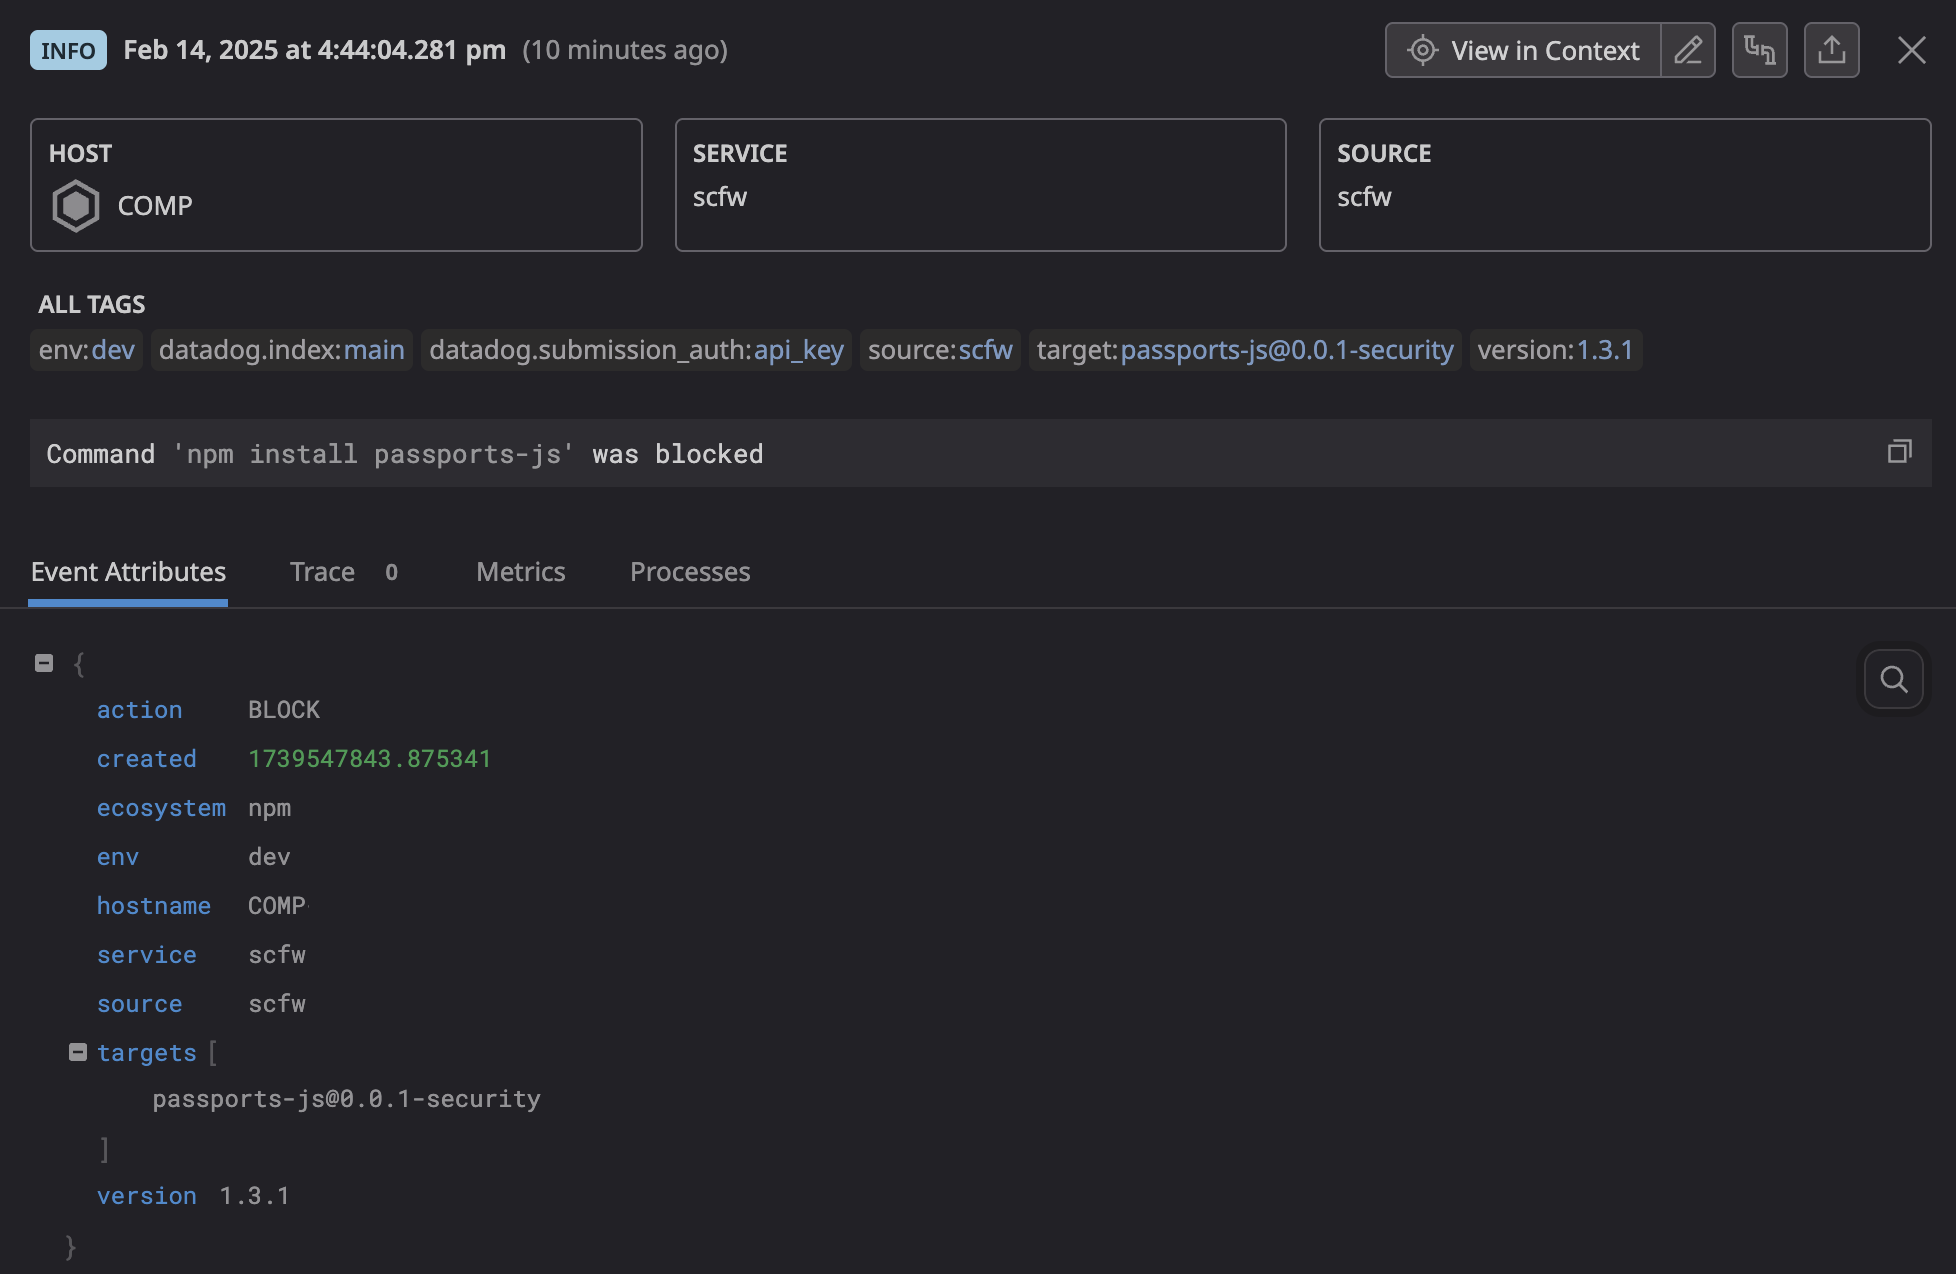 INFO Feb 14, 2025 at 4:44:04.281 pm (10 minutes ago) View in Context
HOST
COMP
SERVICE
scfw
SOURCE
scfw
ALL TAGS
env:dev datadog.index:main datadog.submission_auth:api_key source:scfw target:passports-js@0.0.1-security version:1.3.1
Command 'npm install passports-js' was blocked
Event Attributes Trace 0 Metrics Processes
{
action BLOCK
created 1739547843.875341
ecosystem npm
env dev
hostname COMP
service scfw
source scfw
targets [
passports-js@0.0.1-security
]
version 1.3.1
}